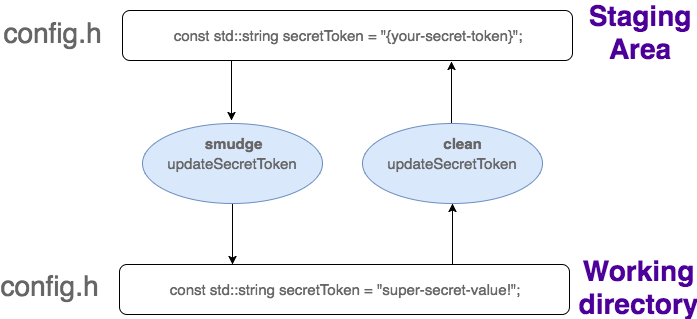 config.h
const std::string secretToken = "{your-secret-token}";
Staging
Area
smudge
updateSecretToken
clean
updateSecretToken
config.h
const std::string secretToken = "super-secret-value!";
Working
directory